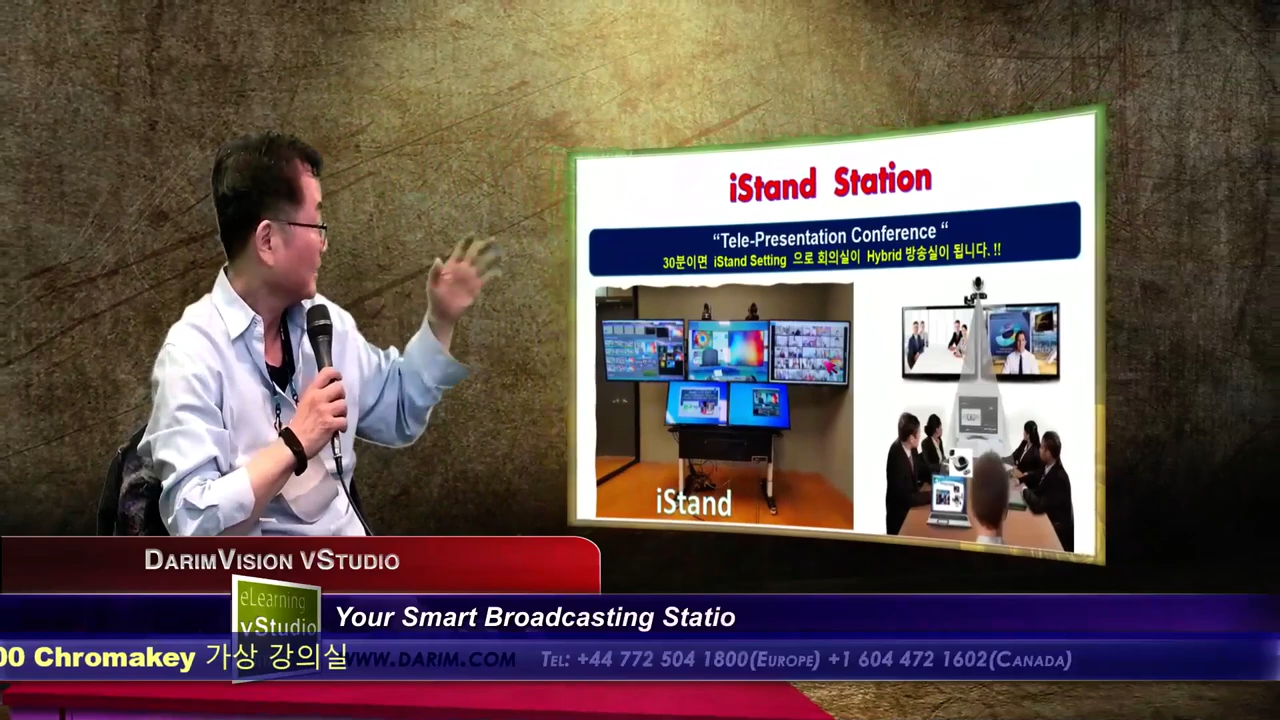 iStand Station
“Tele-Presentation Conference “
30분이면 iStand Setting 으로 회의실이 Hybrid 방송실이 됩니다. !!
iStand
DarimVision vStudio
eLearning
vStudio
Your Smart Broadcasting Statio
00 Chromakey 가상 강의실
WWW.DARIM.COM
Tel: +44 772 504 1800(Europe) +1 604 472 1602(Canada)